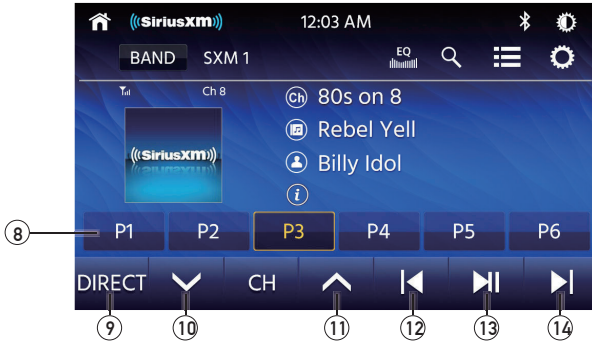 ((SiriusXM)) 12:03 AM
BAND SXM 1 EQ
Ch 8
Ch 80s on 8
Rebel Yell
((SiriusXM))
Billy Idol
i
8 P1 P2 P3 P4 P5 P6
DIRECT CH
9 10 11 12 13 14